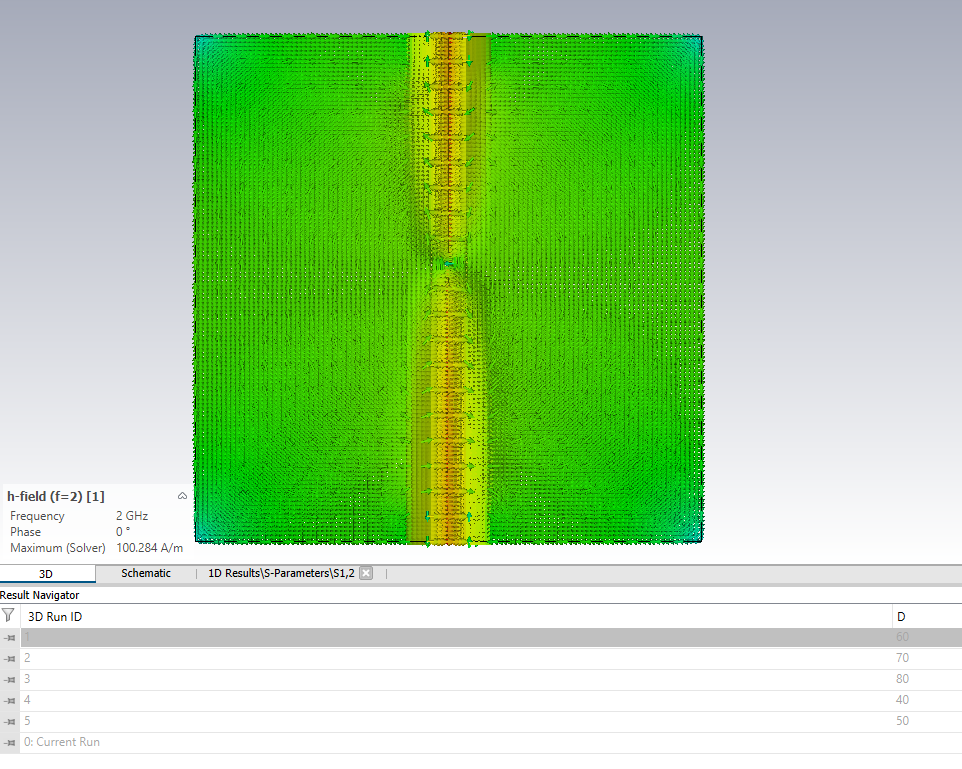 h-field (f=2) [1]
Frequency 2 GHz
Phase 0 °
Maximum (Solver) 100.284 A/m
3D Schematic 1D Results\S-Parameters\S1,2
Result Navigator
3D Run ID D
1 60
2 70
3 80
4 40
5 50
0: Current Run